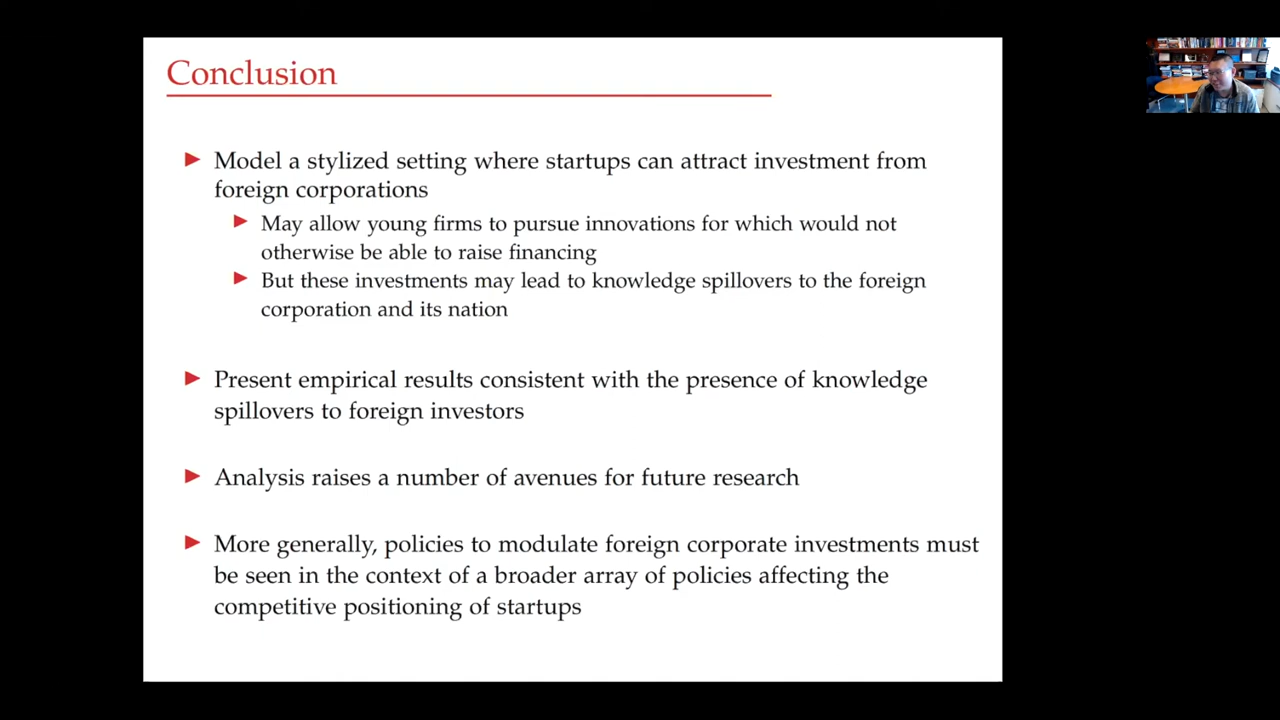 Conclusion
Model a stylized setting where startups can attract investment from
foreign corporations
May allow young firms to pursue innovations for which would not
otherwise be able to raise financing
But these investments may lead to knowledge spillovers to the foreign
corporation and its nation
Present empirical results consistent with the presence of knowledge
spillovers to foreign investors
Analysis raises a number of avenues for future research
More generally, policies to modulate foreign corporate investments must
be seen in the context of a broader array of policies affecting the
competitive positioning of startups